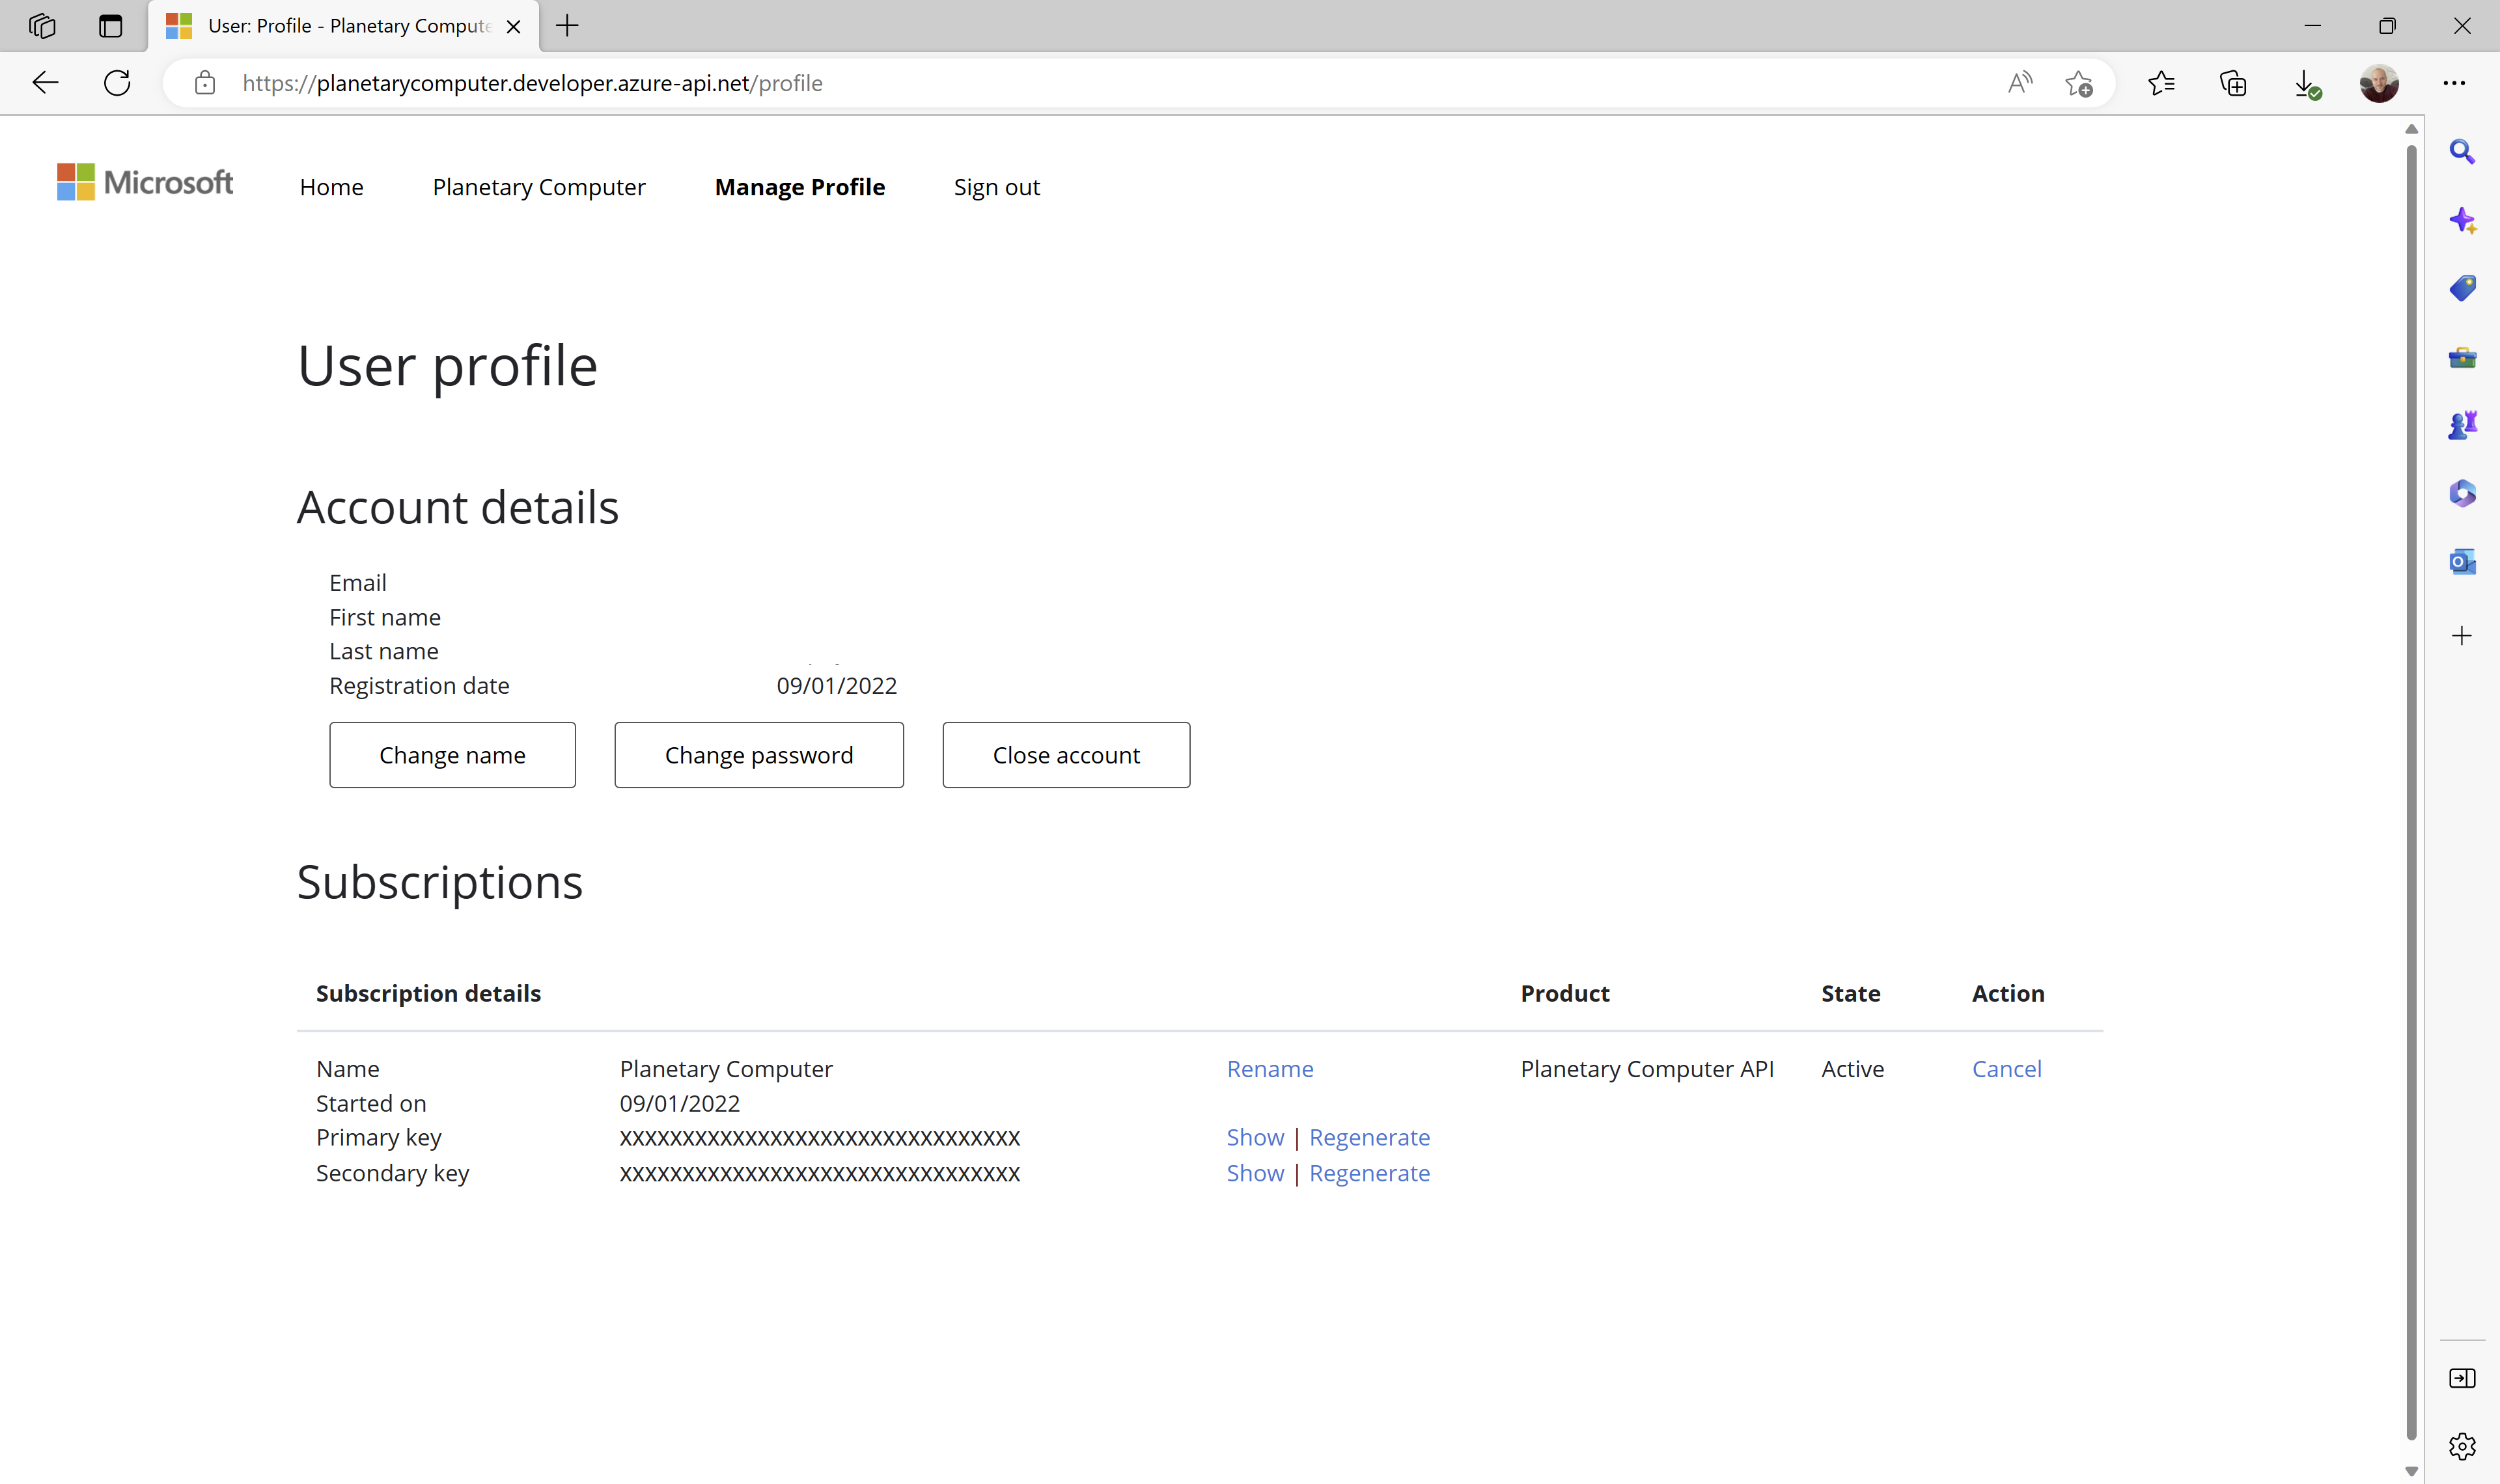 User: Profile - Planetary Compute
https://planetarycomputer.developer.azure-api.net/profile
Microsoft
Home Planetary Computer Manage Profile Sign out
User profile
Account details
Email
First name
Last name
Registration date 09/01/2022
Change name Change password Close account
Subscriptions
Subscription details Product State Action
Name Planetary Computer Rename Planetary Computer API Active Cancel
Started on 09/01/2022
Primary key XXXXXXXXXXXXXXXXXXXXXXXXXXXXXXXX Show | Regenerate
Secondary key XXXXXXXXXXXXXXXXXXXXXXXXXXXXXXXX Show | Regenerate